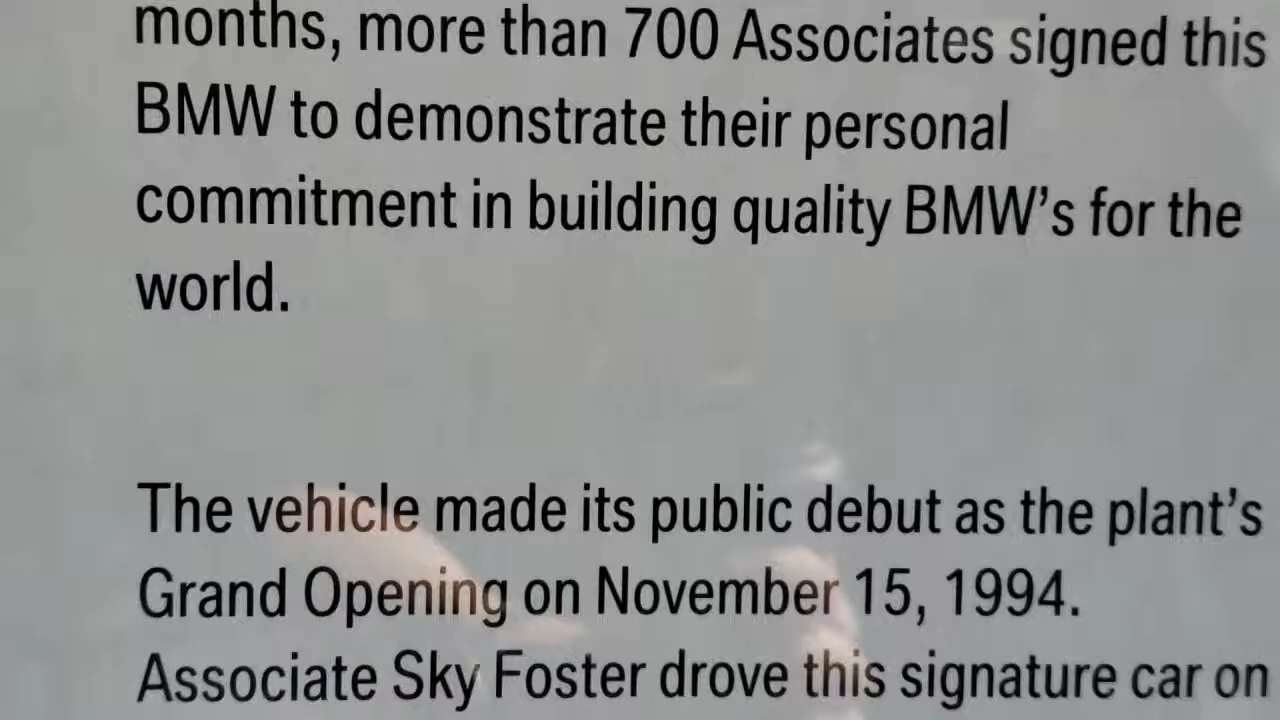 months, more than 700 Associates signed this
BMW to demonstrate their personal
commitment in building quality BMW’s for the
world.
The vehicle made its public debut as the plant’s
Grand Opening on November 15, 1994.
Associate Sky Foster drove this signature car on